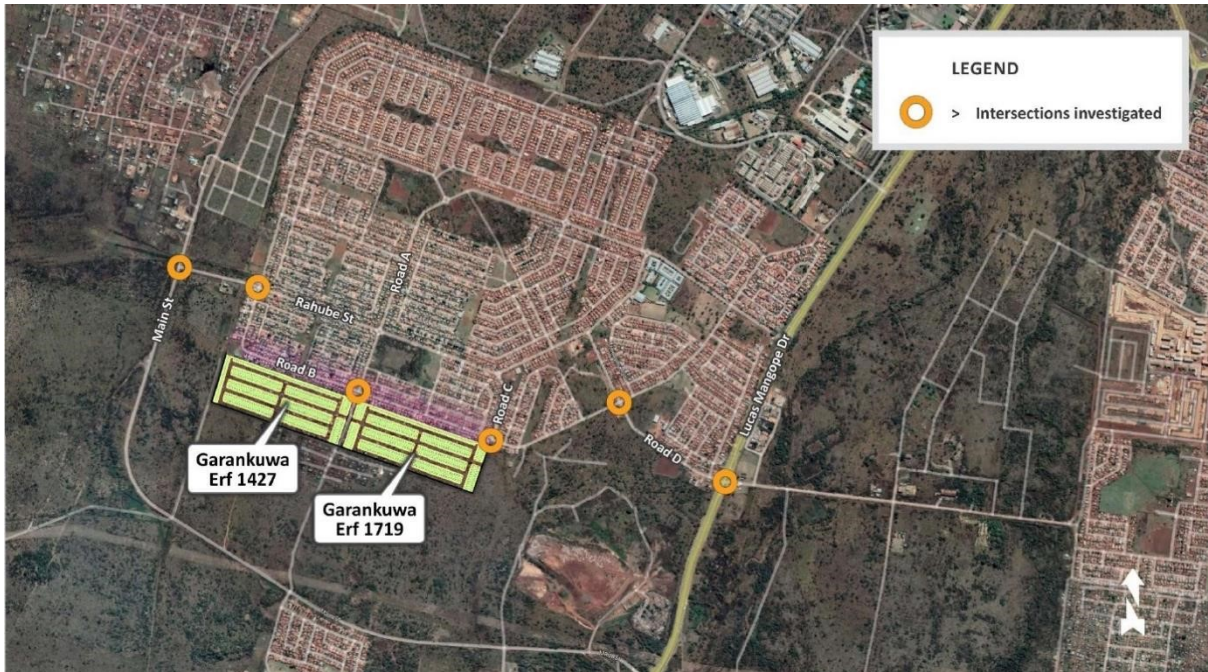 LEGEND
> Intersections investigated
Road A
Rahube St
Main St
Road B
Road C
Lucas Mangope Dr
Road D
Garankuwa
Erf 1427
Garankuwa
Erf 1719
N